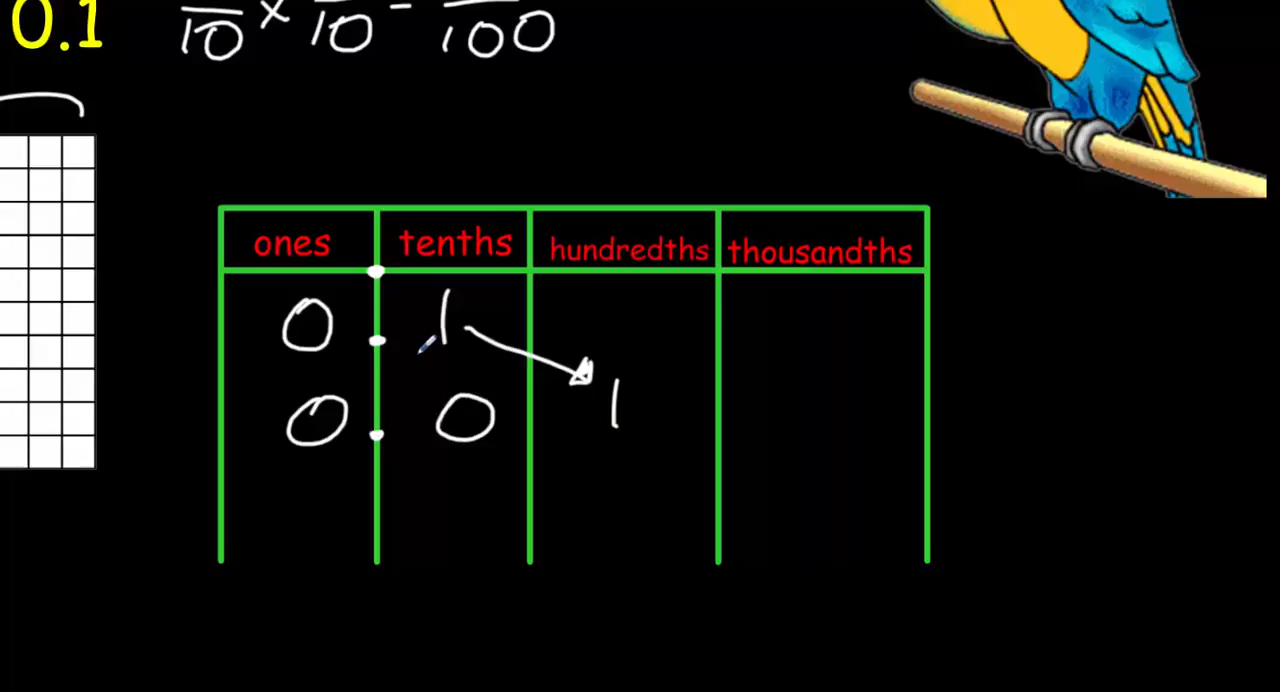 0.1 10 × 10 = 100
ones tenths hundredths thousandths
0 . 1
0 . 0 1